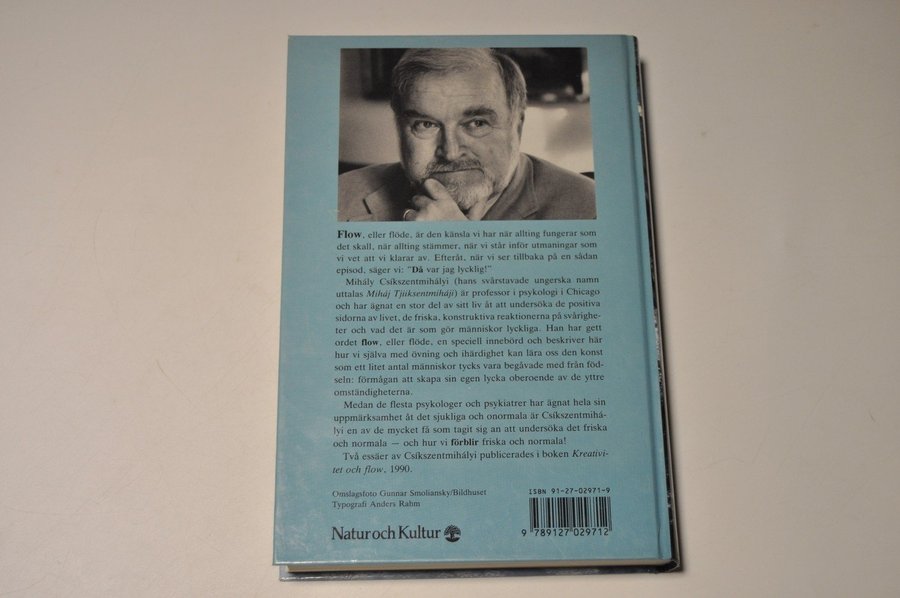 Flow, eller flöde, är den känsla vi har när allting fungerar som
det skall, när allting stämmer, när vi står inför utmaningar som
vi vet att vi klarar av. Efteråt, när vi ser tillbaka på en sådan
episod, säger vi: "Då var jag lycklig!"
Mihály Csíkszentmihályi (hans svårstavade ungerska namn
uttalas Miháj Tjiiksentmiháji) är professor i psykologi i Chicago
och har ägnat en stor del av sitt liv åt att undersöka de positiva
sidorna av livet, de friska, konstruktiva reaktionerna på svårighe-
ter och vad det är som gör människor lyckliga. Han har gett
ordet flow, eller flöde, en speciell innebörd och beskriver här
hur vi själva med övning och ihärdighet kan lära oss den konst
som ett litet antal människor tycks vara begåvade med från föd-
seln: förmågan att skapa sin egen lycka oberoende av de yttre
omständigheterna.
Medan de flesta psykologer och psykiatrer har ägnat hela sin
uppmärksamhet åt det sjukliga och onormala är Csíkszentmihá-
lyi en av de mycket få som tagit sig an att undersöka det friska
och normala — och hur vi förblir friska och normala!
Två essäer av Csíkszentmihályi publicerades i boken Kreativi-
tet och flow, 1990.
Omslagsfoto Gunnar Smoliansky/Bildhuset
Typografi Anders Rahm
Natur och Kultur
ISBN 91-27-02971-9
9 789127 029712